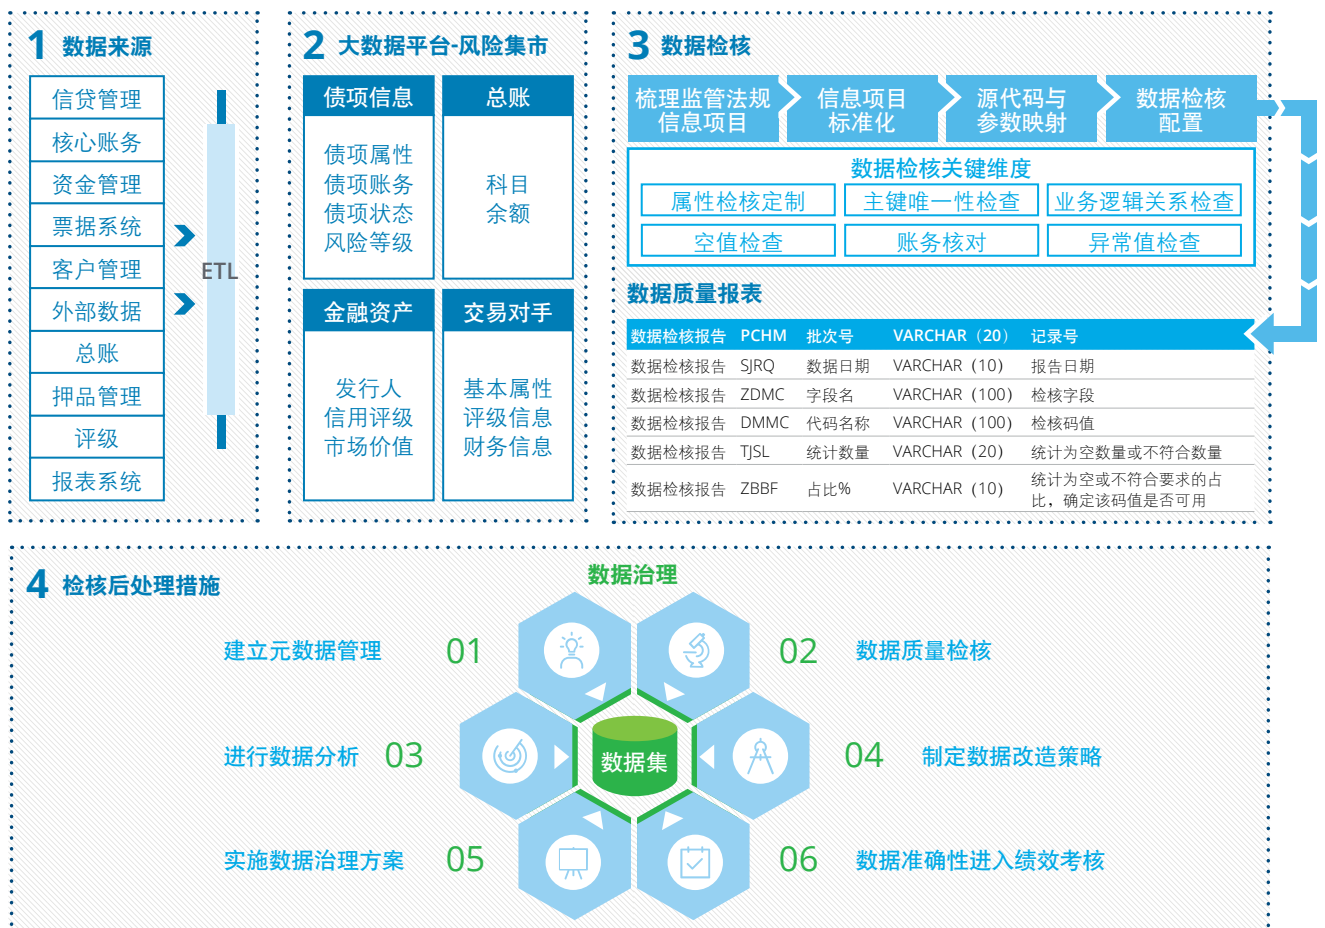 1 数据来源
信贷管理
核心账务
资金管理
票据系统
客户管理
外部数据
总账
押品管理
评级
报表系统
ETL
2 大数据平台-风险集市
债项信息
债项属性
债项账务
债项状态
风险等级
总账
科目
余额
金融资产
发行人
信用评级
市场价值
交易对手
基本属性
评级信息
财务信息
3 数据检核
梳理监管法规
信息项目
信息项目
标准化
源代码与
参数映射
数据检核
配置
数据检核关键维度
属性检核定制 主键唯一性检查 业务逻辑关系检查
空值检查 账务核对 异常值检查
数据质量报表
数据检核报告 PCHM 批次号 VARCHAR（20） 记录号
数据检核报告 SJRQ 数据日期 VARCHAR（10） 报告日期
数据检核报告 ZDMC 字段名 VARCHAR（100） 检核字段
数据检核报告 DMMC 代码名称 VARCHAR（100） 检核码值
数据检核报告 TJSL 统计数量 VARCHAR（20） 统计为空数量或不符合数量
数据检核报告 ZBBF 占比% VARCHAR（10） 统计为空或不符合要求的占
比，确定该码值是否可用
4 检核后处理措施
数据治理
建立元数据管理 01
02 数据质量检核
进行数据分析 03
数据集
04 制定数据改造策略
实施数据治理方案 05
06 数据准确性进入绩效考核